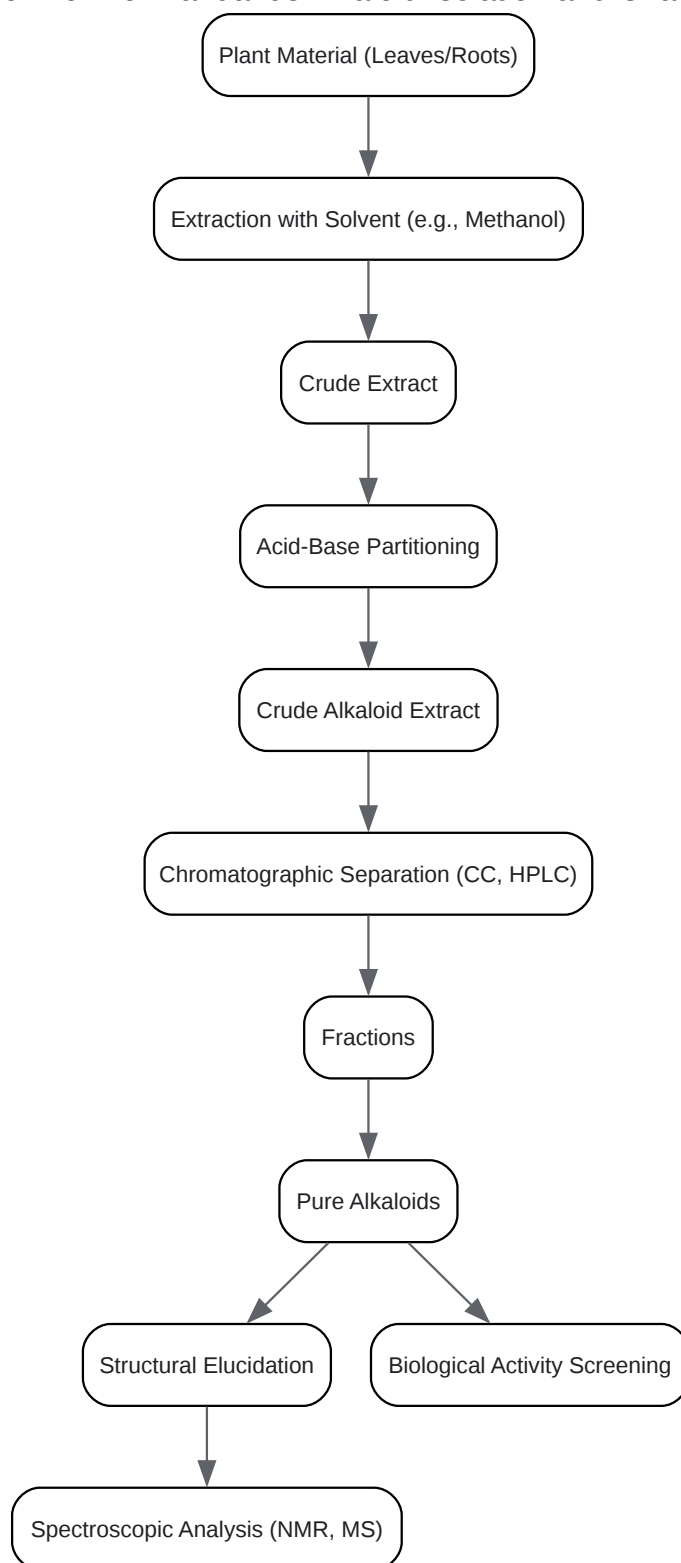 Plant Material (Leaves/Roots)
Extraction with Solvent (e.g., Methanol)
Crude Extract
Acid-Base Partitioning
Crude Alkaloid Extract
Chromatographic Separation (CC, HPLC)
Fractions
Pure Alkaloids
Structural Elucidation
Biological Activity Screening
Spectroscopic Analysis (NMR, MS)